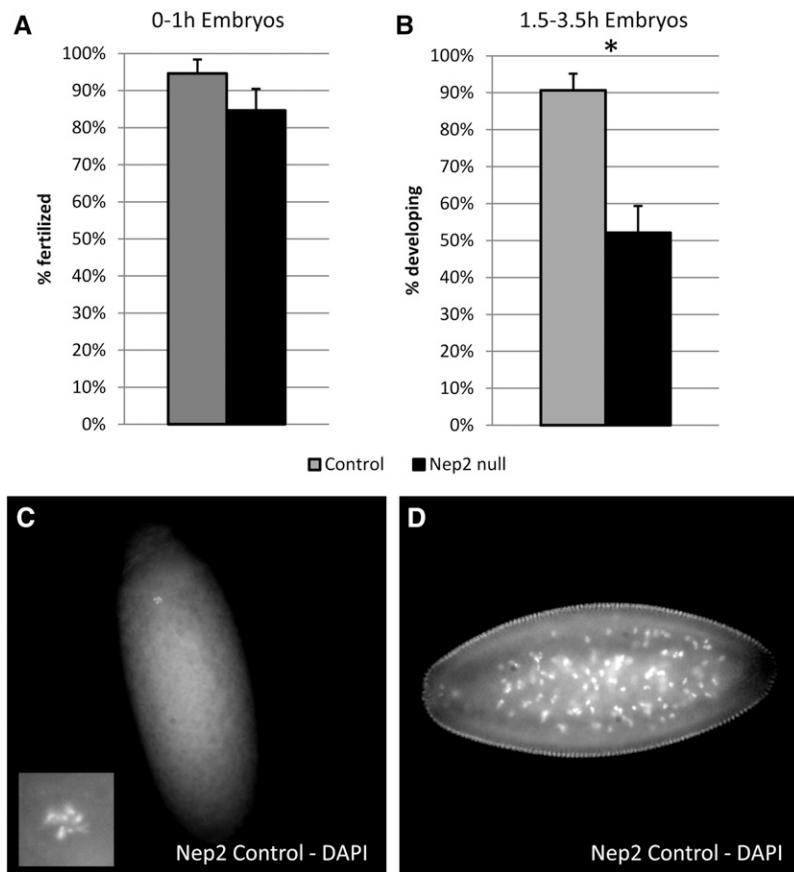 A
0-1h Embryos
100%
90%
80%
70%
60%
50%
40%
30%
20%
10%
0%
% fertilized
B
1.5-3.5h Embryos
*
100%
90%
80%
70%
60%
50%
40%
30%
20%
10%
0%
% developing
Control
Nep2 null
C
Nep2 Control - DAPI
D
Nep2 Control - DAPI